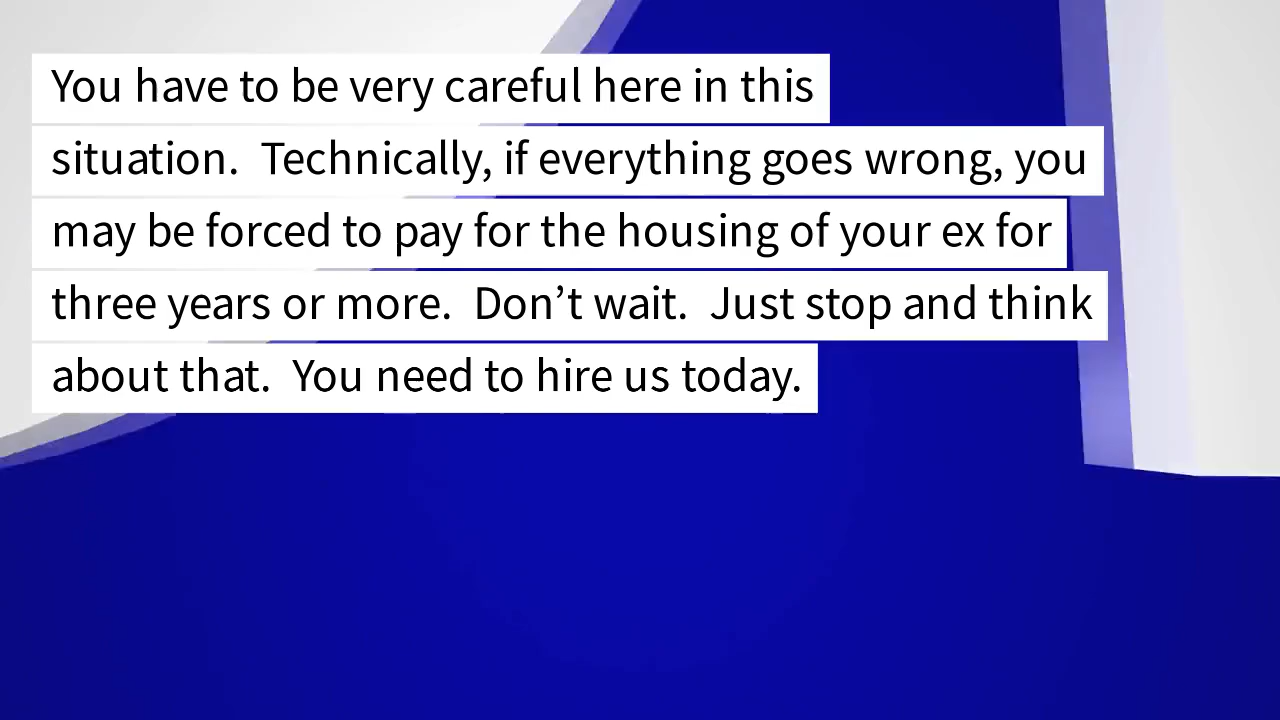 You have to be very careful here in this
situation.  Technically, if everything goes wrong, you
may be forced to pay for the housing of your ex for
three years or more.  Don’t wait.  Just stop and think
about that.  You need to hire us today.